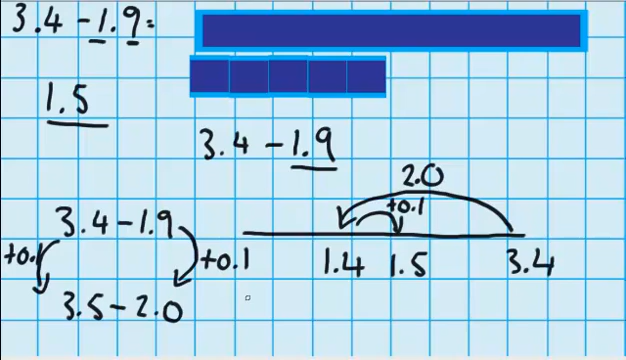 3.4 - 1.9 =
1.5
3.4 - 1.9
2.0
+0.1
3.4 - 1.9
+0.1
+0.1
1.4 1.5 3.4
3.5 - 2.0